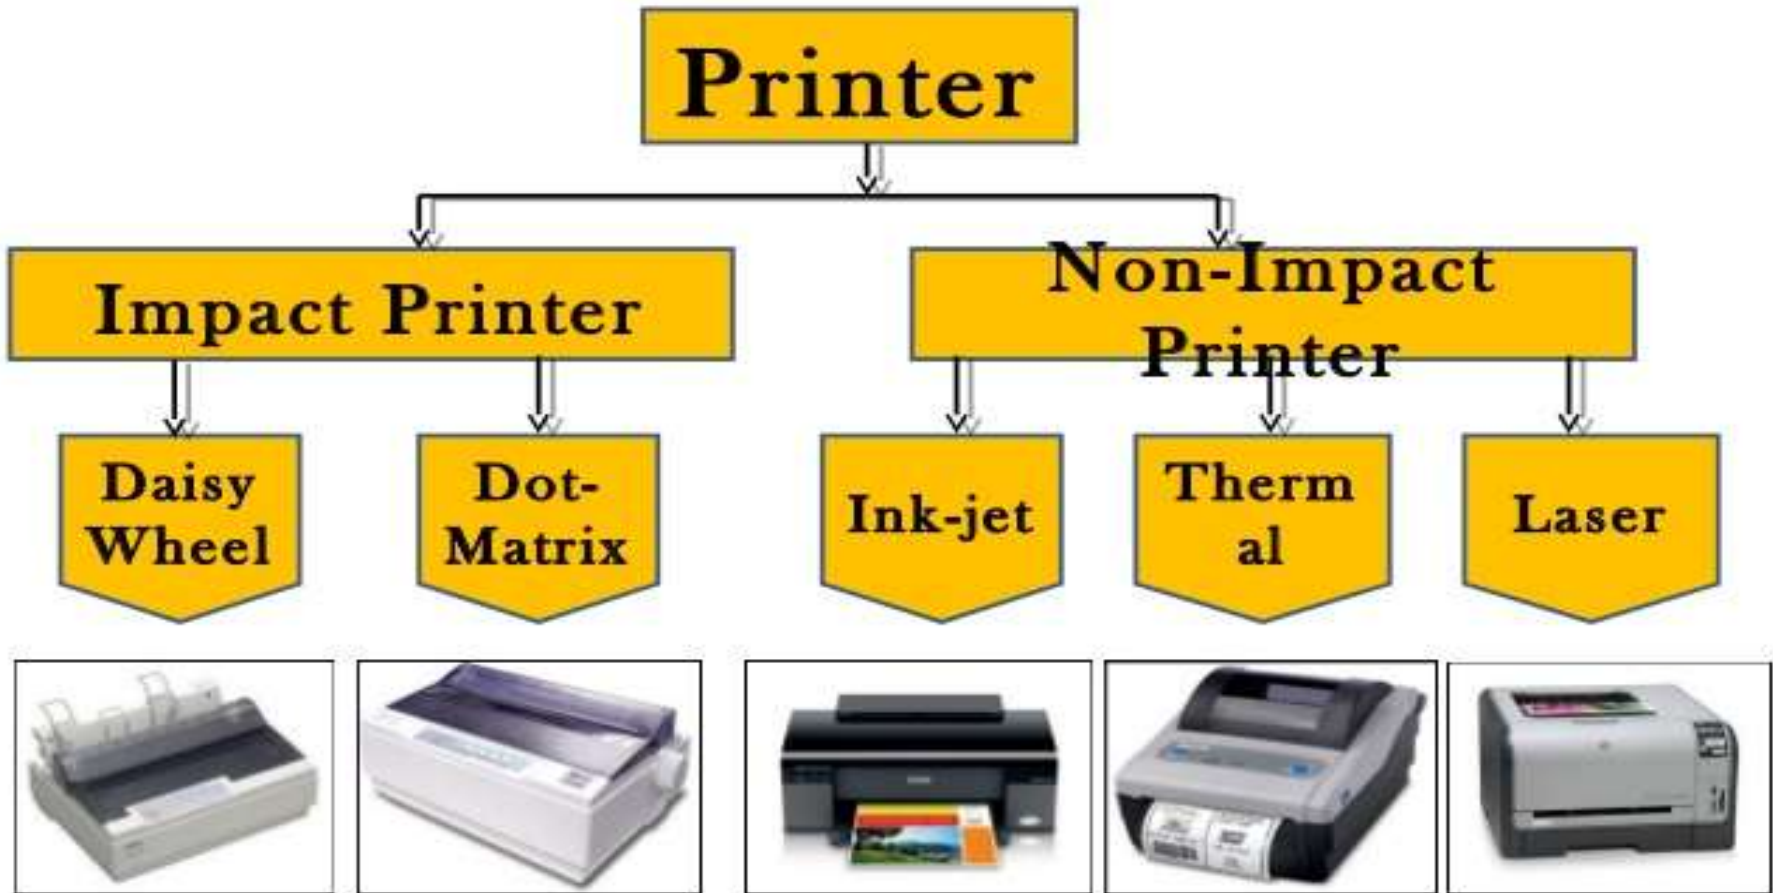 Printer
Impact Printer
Non-Impact
Printer
Daisy
Wheel
Dot-
Matrix
Ink-jet
Therm
al
Laser